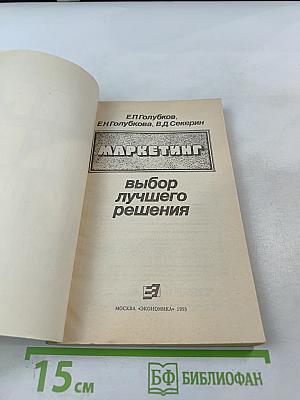 Е.П.Голубков,
Е.Н.Голубкова, В.Д.Секерин
МАРКЕТИНГ
выбор
лучшего
решения
МОСКВА «ЭКОНОМИКА» 1993
15 см
БФ БИБЛИОФАН